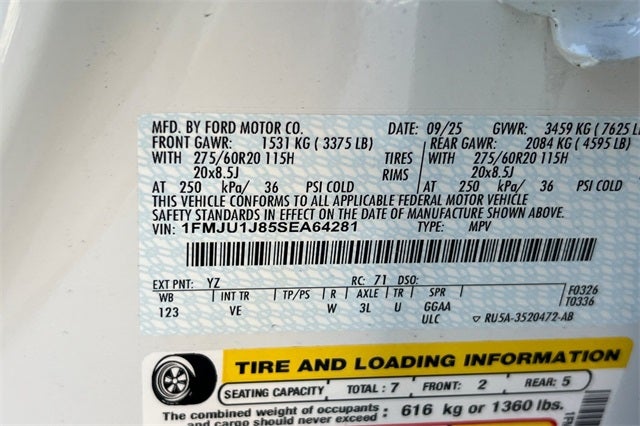 MFD. BY FORD MOTOR CO. DATE: 09/25 GVWR: 3459 KG (7625 LB
FRONT GAWR: 1531 KG (3375 LB) REAR GAWR: 2084 KG (4595 LB)
WITH 275/60R20 115H TIRES WITH 275/60R20 115H
20x8.5J RIMS 20x8.5J
AT 250 kPa/ 36 PSI COLD AT 250 kPa/ 36 PSI COLD
THIS VEHICLE CONFORMS TO ALL APPLICABLE FEDERAL MOTOR VEHICLE
SAFETY STANDARDS IN EFFECT ON THE DATE OF MANUFACTURE SHOWN ABOVE.
VIN: 1FMJU1J85SEA64281 TYPE: MPV
EXT PNT: YZ RC: 71 DSO:
WB INT TR TP/PS R AXLE TR SPR F0326
123 VE W 3L U GGAA T0336
ULC ▽ RU5A-3520472-AB
TIRE AND LOADING INFORMATION
SEATING CAPACITY TOTAL : 7 FRONT: 2 REAR: 5
The combined weight of occupants : 616 kg or 1360 lbs.
and cargo should never exceed